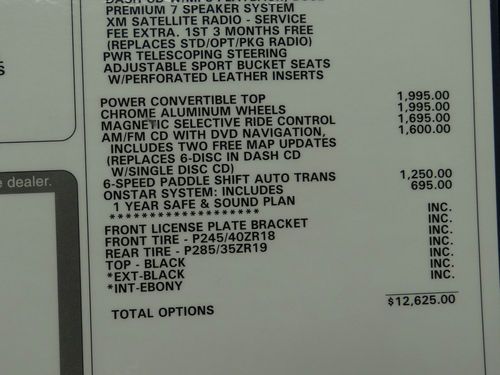 PREMIUM 7 SPEAKER SYSTEM
XM SATELLITE RADIO - SERVICE
FEE EXTRA. 1ST 3 MONTHS FREE
(REPLACES STD/OPT/PKG RADIO)
PWR TELESCOPING STEERING
ADJUSTABLE SPORT BUCKET SEATS
W/PERFORATED LEATHER INSERTS
POWER CONVERTIBLE TOP 1,995.00
CHROME ALUMINUM WHEELS 1,995.00
MAGNETIC SELECTIVE RIDE CONTROL 1,695.00
AM/FM CD WITH DVD NAVIGATION, 1,600.00
INCLUDES TWO FREE MAP UPDATES
(REPLACES 6-DISC IN DASH CD
W/SINGLE DISC CD)
6-SPEED PADDLE SHIFT AUTO TRANS 1,250.00
ONSTAR SYSTEM: INCLUDES 695.00
1 YEAR SAFE & SOUND PLAN
*******************
FRONT LICENSE PLATE BRACKET INC.
FRONT TIRE - P245/40ZR18 INC.
REAR TIRE - P285/35ZR19 INC.
TOP - BLACK INC.
*EXT-BLACK INC.
*INT-EBONY INC.
TOTAL OPTIONS $12,625.00
e dealer.